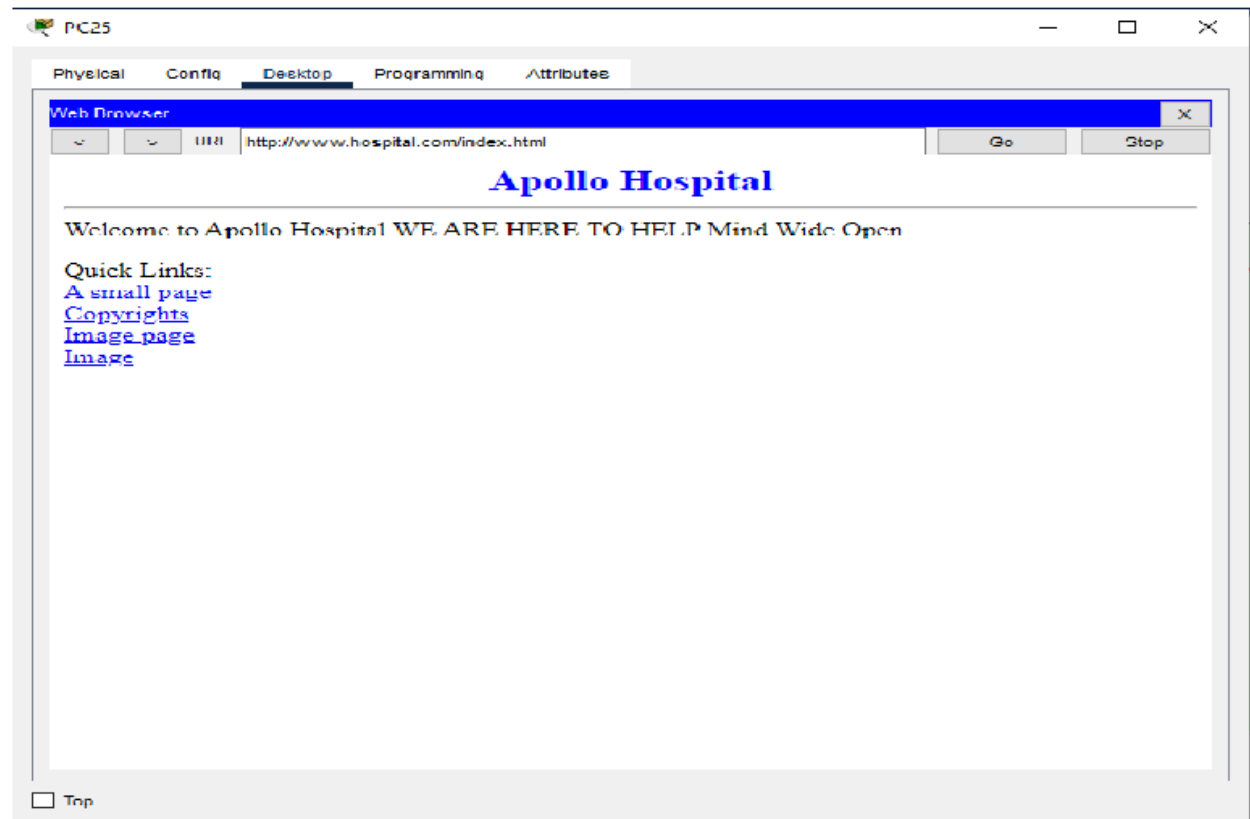 PC25
Physical Config Desktop Programming Attributes
Web Browser
X
< > URL http://www.hospital.com/index.html Go Stop
Apollo Hospital
Welcome to Apollo Hospital WE ARE HERE TO HELP Mind Wide Open
Quick Links:
A small page
Copyrights
Image page
Image
Top